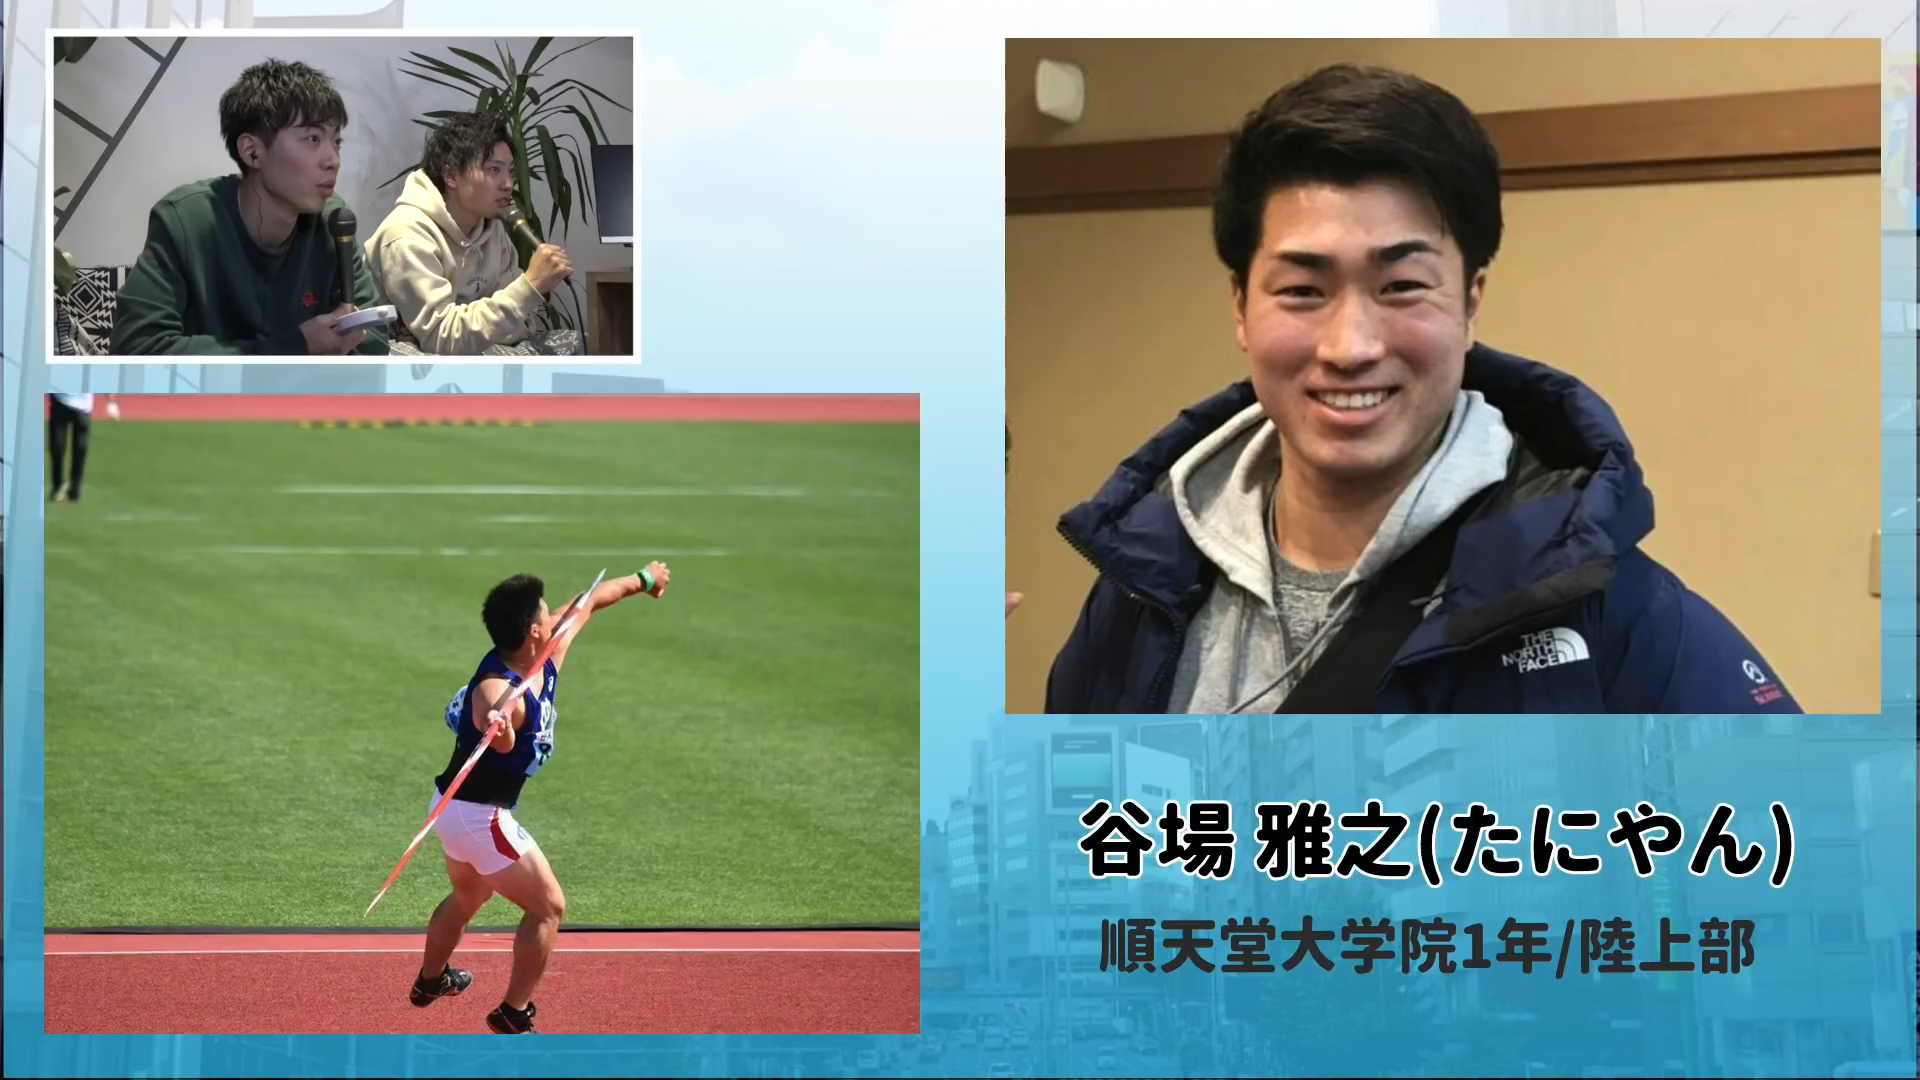 THE
NORTH
FACE
谷場 雅之(たにやん)
順天堂大学院1年/陸上部